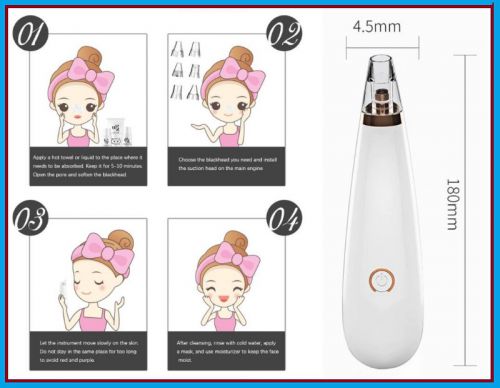 01
Apply a hot towel or liquid to the place where it
needs to be absorbed. Keep it for 5-10 minutes.
Open the pore and soften the blackhead.
02
Choose the blackhead you need and install
the suction head on the main engine.
03
Let the instrument move slowly on the skin.
Do not stay in the same place for too long
to avoid red and purple.
04
After cleansing, rinse with cold water, apply
a mask, and use moisturizer to keep the face
moist.
4.5mm
180mm